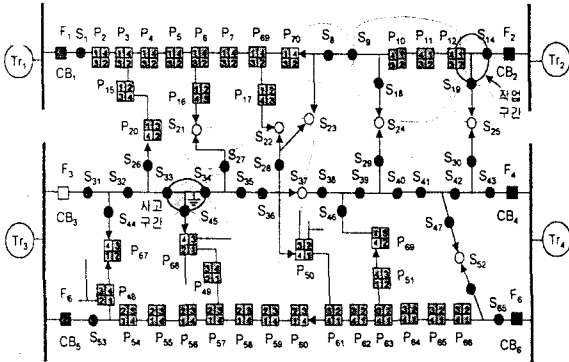 F₁ S₁ P₂ P₃ P₄ P₅ P₆ P₇ P₆₉ P₇₀ S₈ S₉ P₁₀ P₁₁ P₁₂ S₁₄ F₂
Tr₁ CB₁ CB₂ Tr₂
P₁₅ P₁₆ P₁₇ S₁₈ S₁₉ 작업
구간
P₂₀ S₂₁ S₂₂ S₂₃ S₂₄ S₂₅
S₂₆ S₂₇ S₂₈ S₂₉ S₃₀
F₃ S₃₁ S₃₂ S₃₃ S₃₄ S₃₅ S₃₆ S₃₇ S₃₈ S₃₉ S₄₀ S₄₁ S₄₂ S₄₃ F₄
CB₃ 사고 CB₄
구간
S₄₄ S₄₅ S₄₆ S₄₇
Tr₃ P₆₇ P₆₈ P₅₀ P₆₉ S₅₂ Tr₄
P₄₈ P₄₉ P₅₁
F₅ S₆₅ F₆
CB₅ S₅₃ P₅₄ P₅₅ P₅₆ P₅₇ P₅₈ P₅₉ P₆₀ P₆₁ P₆₂ P₆₃ P₆₄ P₆₅ P₆₆ CB₆